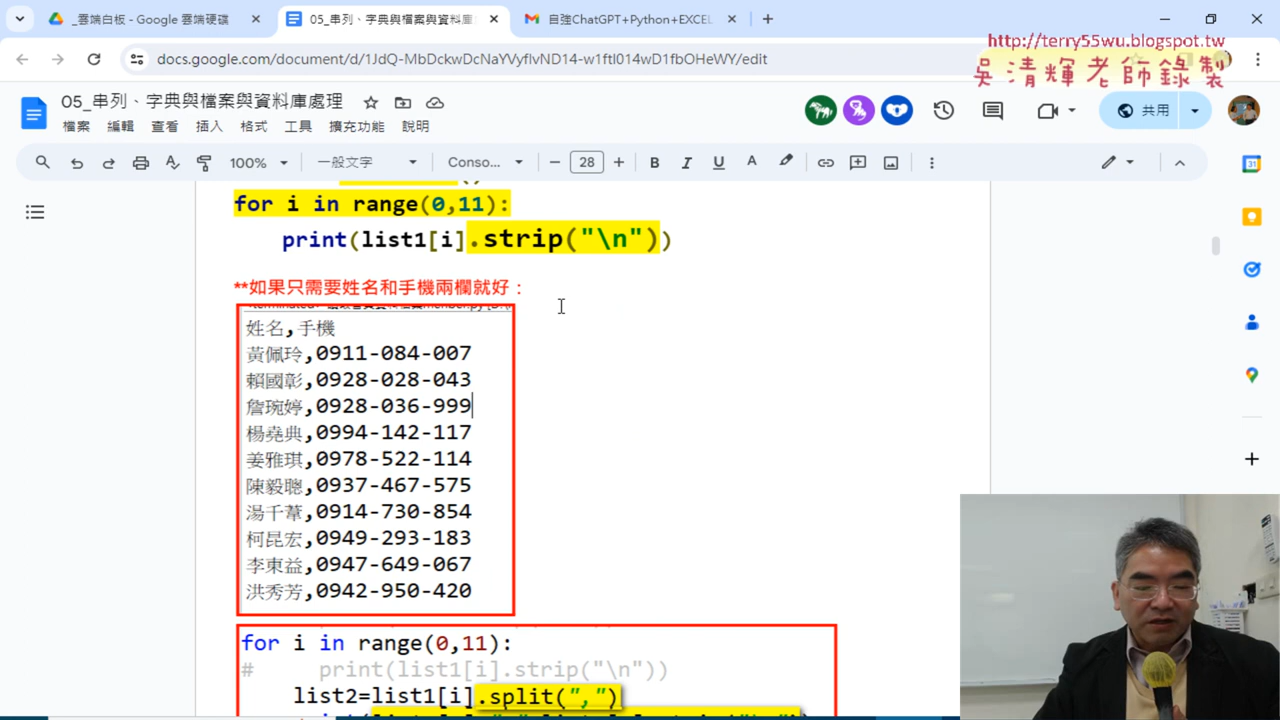 _雲端白板 - Google 雲端硬碟
05_串列、字典與檔案與資料庫
自強ChatGPT+Python+EXCEL
docs.google.com/document/d/1JdQ-MbDckwDcNaYVyflvND14-w1ftI014wD1fbOHeWY/edit
http://terry55wu.blogspot.tw
吳清輝老師錄製
05_串列、字典與檔案與資料庫處理
共用
檔案 編輯 查看 插入 格式 工具 擴充功能 說明
100% 一般文字 Conso... 28 B I U A
31
for i in range(0,11):
print(list1[i].strip("\n"))
**如果只需要姓名和手機兩欄就好：
姓名,手機
黃佩玲,0911-084-007
賴國彰,0928-028-043
詹琬婷,0928-036-999
楊堯典,0994-142-117
姜雅琪,0978-522-114
陳毅聰,0937-467-575
湯千葦,0914-730-854
柯昆宏,0949-293-183
李東益,0947-649-067
洪秀芳,0942-950-420
for i in range(0,11):
# print(list1[i].strip("\n"))
list2=list1[i].split(",")